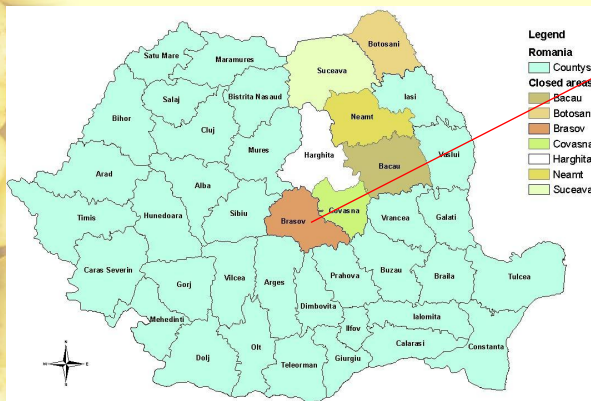 Legend
Romania
Countys
Closed areas
Bacau
Botosani
Brasov
Covasna
Harghita
Neamt
Suceava
Botosani
Satu Mare
Maramures
Suceava
Iasi
Salaj
Bistrita Nasaud
Bihor
Cluj
Neamt
Mures
Harghita
Vaslui
Bacau
Arad
Alba
Timis
Hunedoara
Sibiu
Brasov
Covasna
Vrancea
Galati
Caras Severin
Gorj
Vilcea
Arges
Prahova
Buzau
Braila
Tulcea
Dimbovita
Mehedinti
Ialomita
Ilfov
Dolj
Olt
Teleorman
Giurgiu
Calarasi
Constanta
N
W
E
S